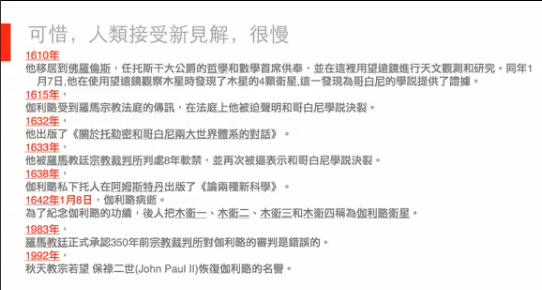 可惜，人類接受新見解，很慢
1610年
他移居到佛羅倫斯，任托斯干大公爵的哲學和數學首席供奉，並在這裡用望遠鏡進行天文觀測和研究。同年1
月7日,他在使用望遠鏡觀察木星時發現了木星的4顆衛星,這一發現為哥白尼的學說提供了證據。
1615年，
伽利略受到羅馬宗教法庭的傳訊，在法庭上他被迫聲明和哥白尼學說決裂。
1632年，
他出版了《關於托勒密和哥白尼兩大世界體系的對話》。
1633年，
他被羅馬教廷宗教裁判所判處8年軟禁，並再次被逼表示和哥白尼學説決裂。
1638年，
伽利略私下托人在阿姆斯特丹出版了《論兩種新科學》。
1642年1月8日，伽利略病逝。
為了紀念伽利略的功績，後人把木衛一、木衛二、木衛三和木衛四稱為伽利略衛星。
1983年，
羅馬教廷正式承認350年前宗教裁判所對伽利略的審判是錯誤的。
1992年，
秋天教宗若望 保祿二世(John Paul II)恢復伽利略的名譽。